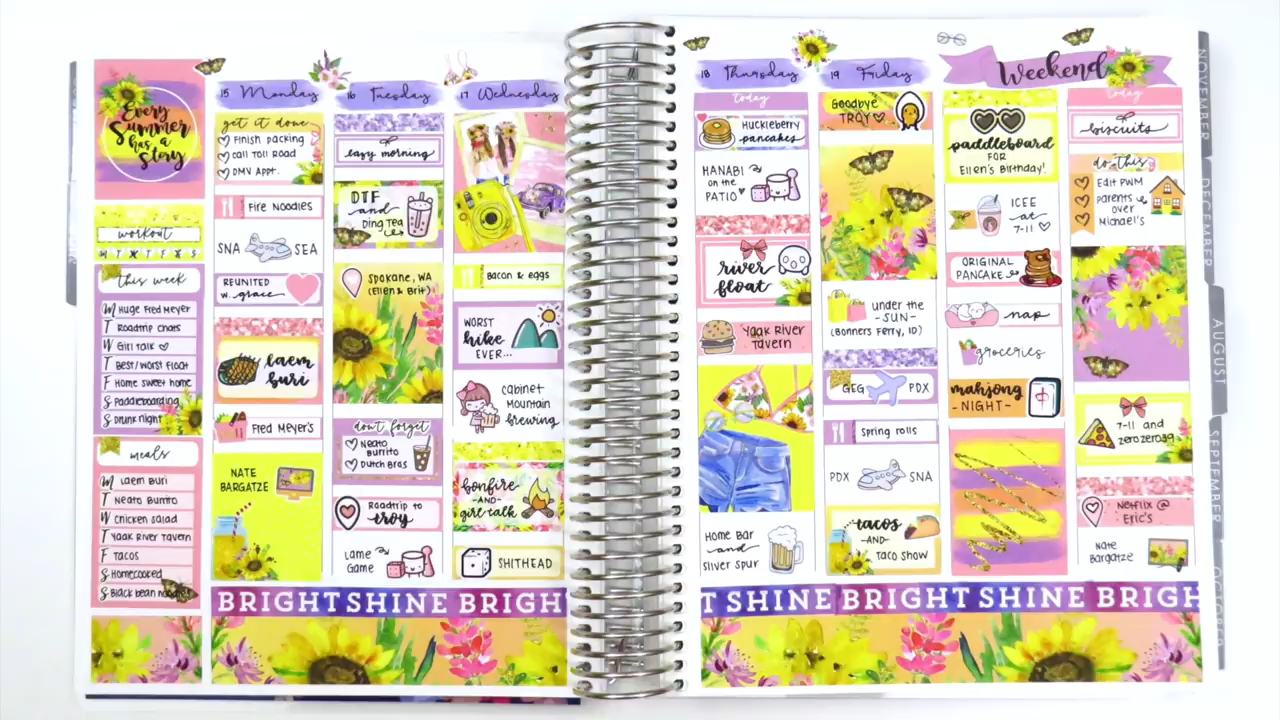 Every
Summer
has a
Story
workout
M T W T F S S
this week
M Huge Fred Meyer
T Roadtrip chaos
W Girl talk
T Best/worst float
F Home sweet home
S Paddleboarding
S Drunk night
meals
M Laem Buri
T Neato Burrito
W Chicken salad
T Yaak River Tavern
F Tacos
S Homecooked
S Black bean noodles
15 Monday
get it done
Finish packing
Call Toll Road
DMV Appt.
Fire Noodles
SNA SEA
REUNITED
w. grace
laem
buri
Fred Meyer's
NATE
BARGATZE
16 Tuesday
eazy morning
DTF
and
Ding Tea
Spokane, WA
(Ellen & Brit)
don't forget
Neato
Burrito
Dutch Bros
Roadtrip to
troy
LAME
Game
17 Wednesday
Bacon & eggs
WORST
hike
EVER...
Cabinet
Mountain
Brewing
bonfire
-AND-
girl talk
SHITHEAD
18 Thursday
today
Huckleberry
pancakes
HANABI
on the
PATIO
river
float
Yaak River
Tavern
Home Bar
and
Silver Spur
19 Friday
Goodbye
TROY
under the
-SUN-
(Bonners Ferry, ID)
GEG PDX
Spring rolls
PDX SNA
tacos
-AND-
Taco Show
Weekend
paddleboard
FOR
Ellen's Birthday!
ICEE
at
7-11
ORIGINAL
PANCAKE
nap
groceries
mahjong
-NIGHT-
today
biscuits
do this
Edit PWM
parents
over
Michael's
7-11 and
zerozero99
Netflix @
Eric's
Nate
Bargatze
BRIGHT SHINE BRIGH
T SHINE BRIGHT SHINE BRIGH
NOVEMBER
DECEMBER
AUGUST
SEPTEMBER
OCTOBER